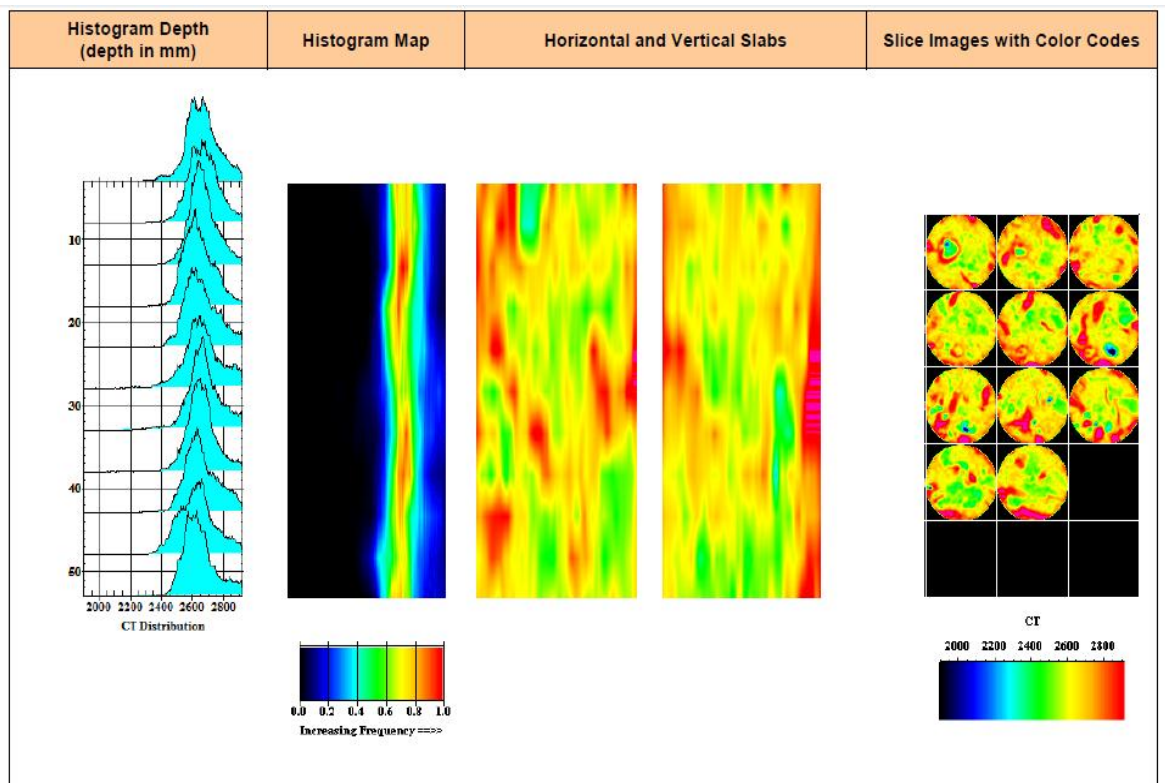 Histogram Depth
(depth in mm)
Histogram Map
Horizontal and Vertical Slabs
Slice Images with Color Codes
10
20
30
40
50
2000 2200 2400 2600 2800
CT Distribution
0.0 0.2 0.4 0.6 0.8 1.0
Increasing Frequency ==>>
CT
2000 2200 2400 2600 2800